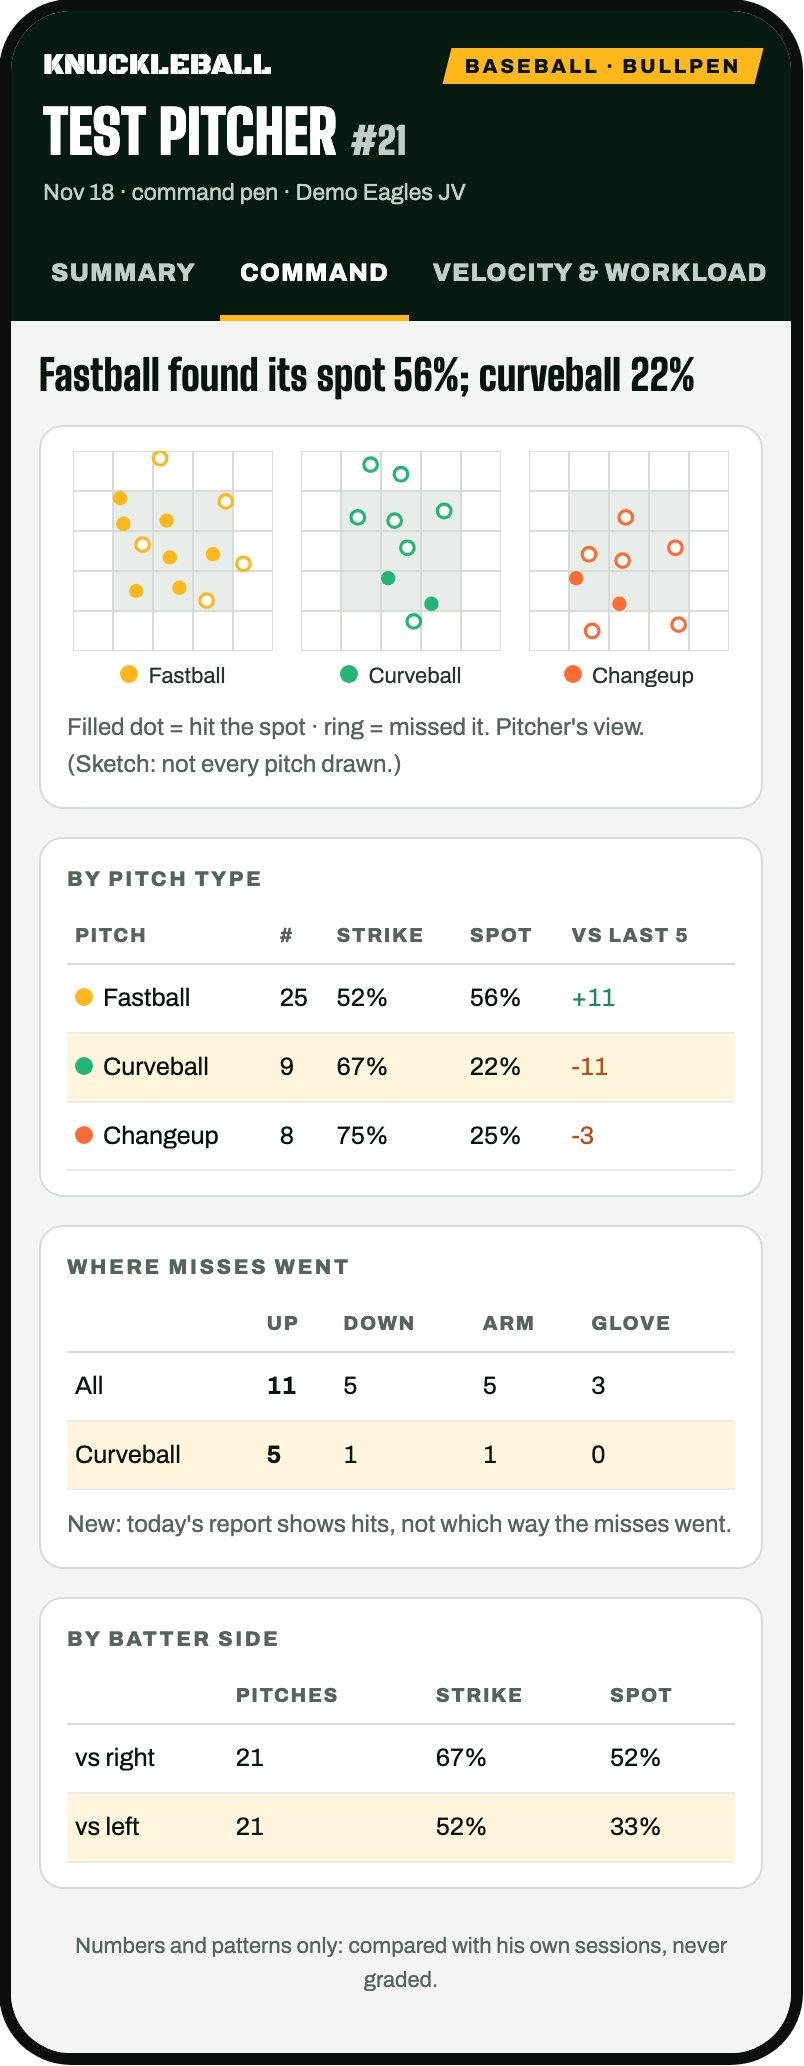 KNUCKLEBALL
BASEBALL · BULLPEN
TEST PITCHER #21
Nov 18 · command pen · Demo Eagles JV
SUMMARY COMMAND VELOCITY & WORKLOAD
Fastball found its spot 56%; curveball 22%
Fastball Curveball Changeup
Filled dot = hit the spot · ring = missed it. Pitcher's view.
(Sketch: not every pitch drawn.)
BY PITCH TYPE
PITCH # STRIKE SPOT VS LAST 5
Fastball 25 52% 56% +11
Curveball 9 67% 22% -11
Changeup 8 75% 25% -3
WHERE MISSES WENT
UP DOWN ARM GLOVE
All 11 5 5 3
Curveball 5 1 1 0
New: today's report shows hits, not which way the misses went.
BY BATTER SIDE
PITCHES STRIKE SPOT
vs right 21 67% 52%
vs left 21 52% 33%
Numbers and patterns only: compared with his own sessions, never
graded.